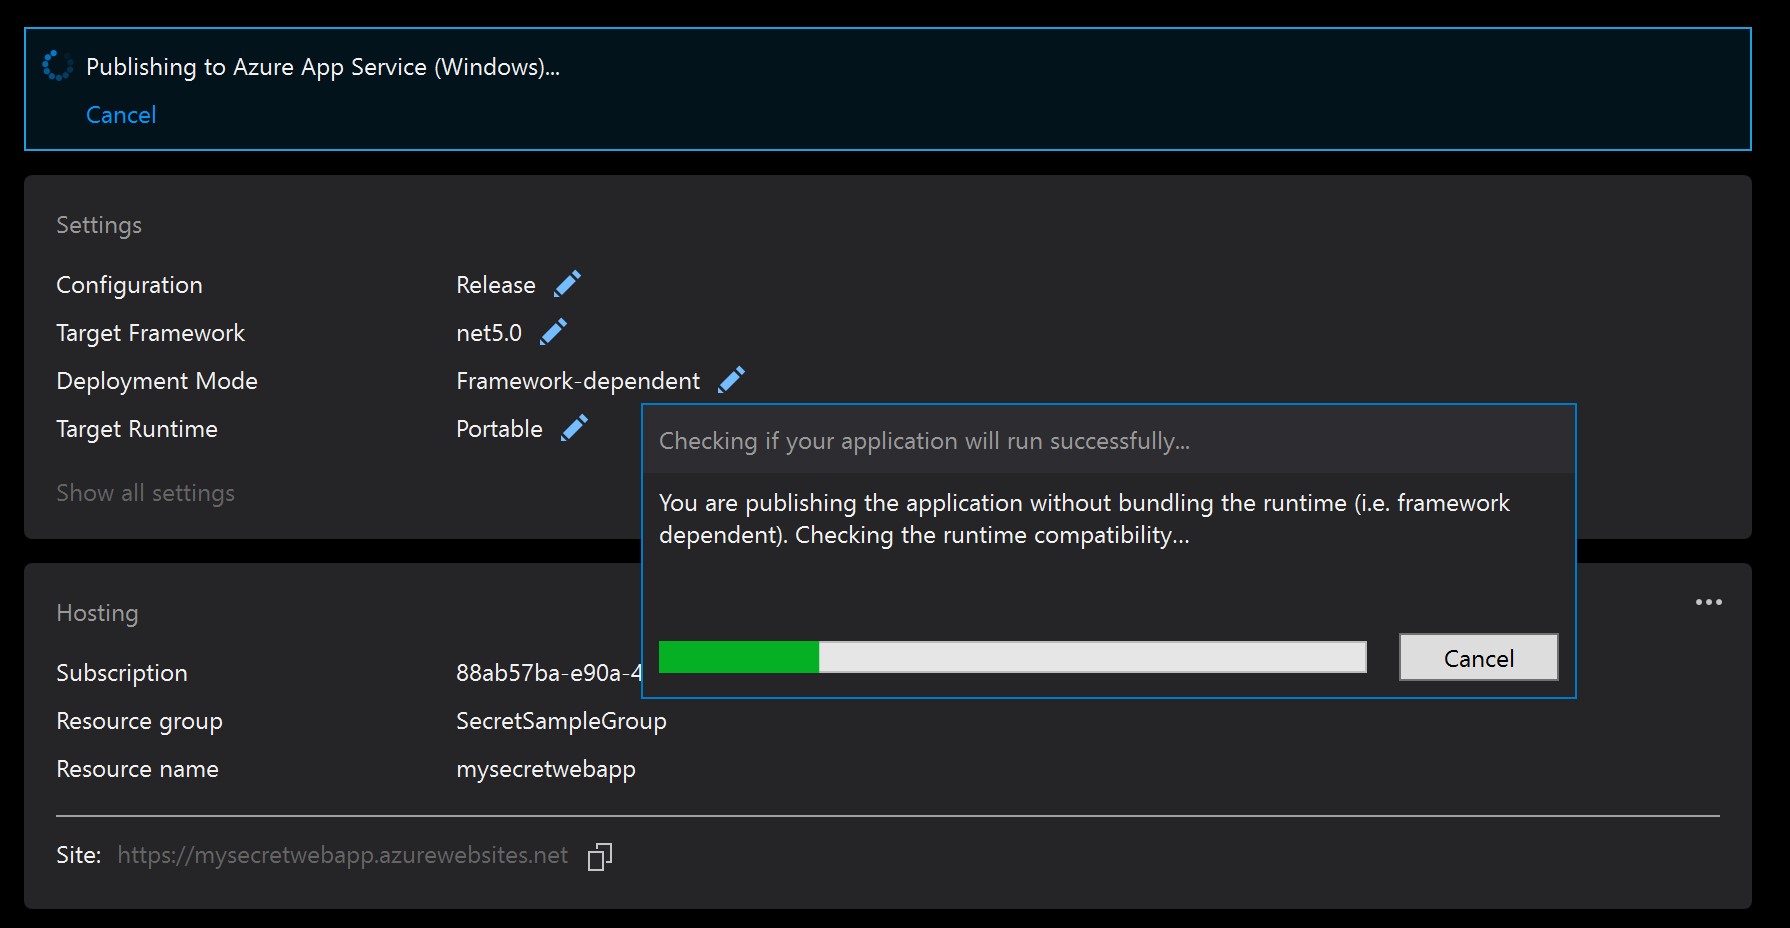 Publishing to Azure App Service (Windows)...
Cancel
Settings
Configuration Release
Target Framework net5.0
Deployment Mode Framework-dependent
Target Runtime Portable
Show all settings
Checking if your application will run successfully...
You are publishing the application without bundling the runtime (i.e. framework
dependent). Checking the runtime compatibility...
Cancel
Hosting
Subscription 88ab57ba-e90a-4
Resource group SecretSampleGroup
Resource name mysecretwebapp
Site: https://mysecretwebapp.azurewebsites.net